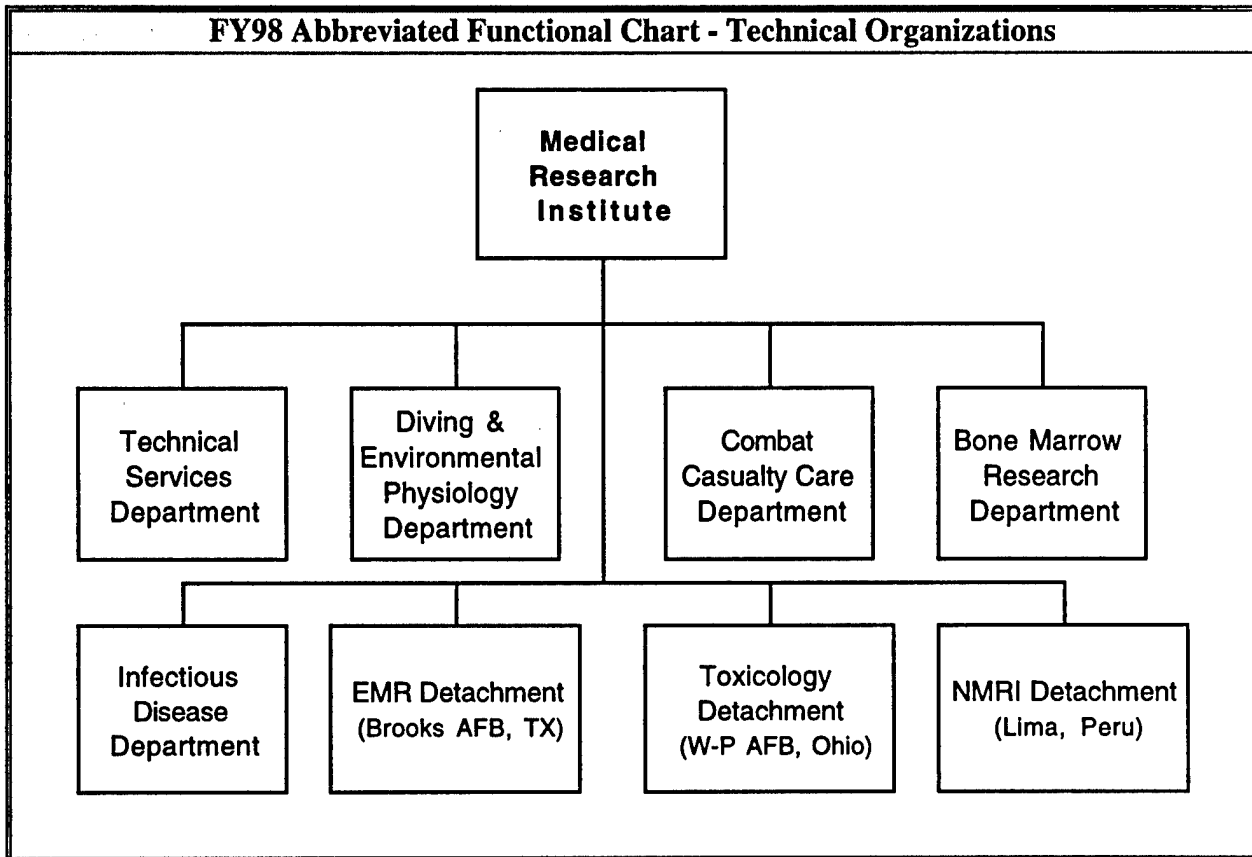 FY98 Abbreviated Functional Chart - Technical Organizations
Medical
Research
Institute
Technical
Services
Department
Diving &
Environmental
Physiology
Department
Combat
Casualty Care
Department
Bone Marrow
Research
Department
Infectious
Disease
Department
EMR Detachment
(Brooks AFB, TX)
Toxicology
Detachment
(W-P AFB, Ohio)
NMRI Detachment
(Lima, Peru)